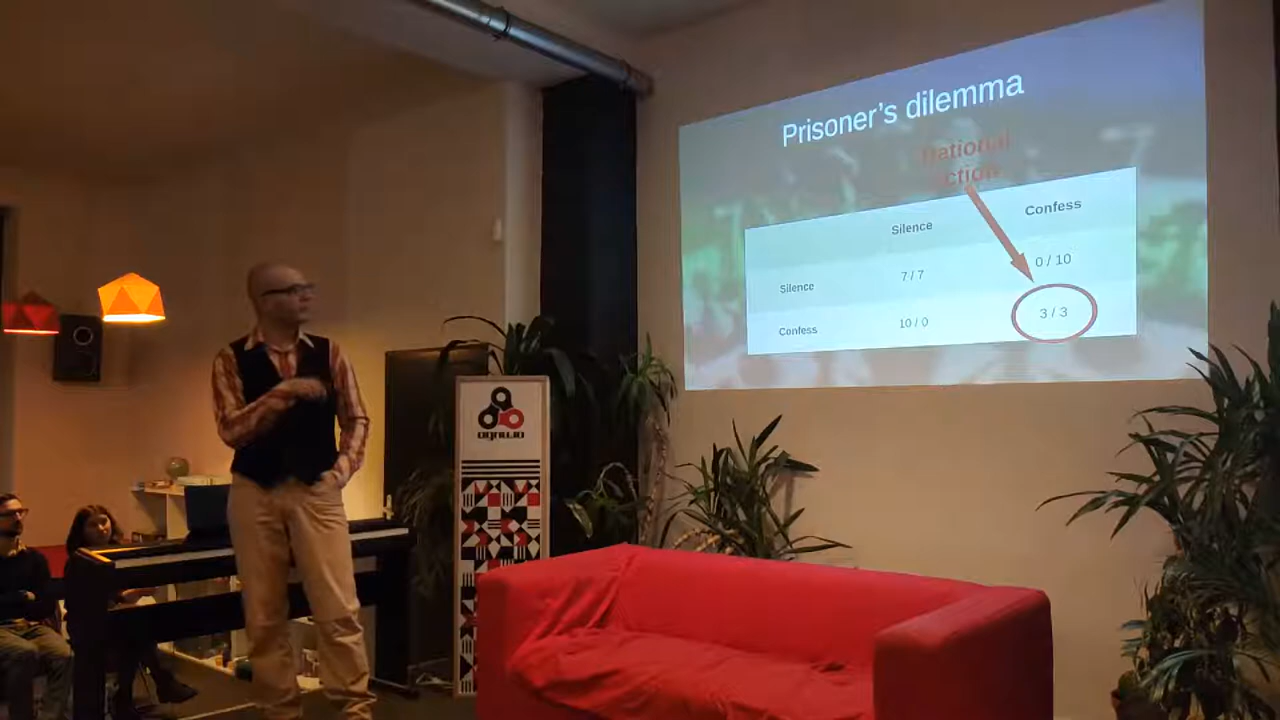 Prisoner's dilemma
Rational
action
Silence Confess
Silence 7 / 7 0 / 10
Confess 10 / 0 3 / 3